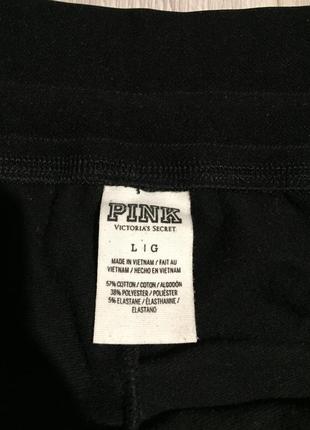 PINK
VICTORIA'S SECRET
L | G
MADE IN VIETNAM / FAIT AU
VIETNAM / HECHO EN VIETNAM
57% COTTON / COTON / ALGODÓN
38% POLYESTER / POLIÉSTER
5% ELASTANE / ÉLASTHANNE /
ELASTANO